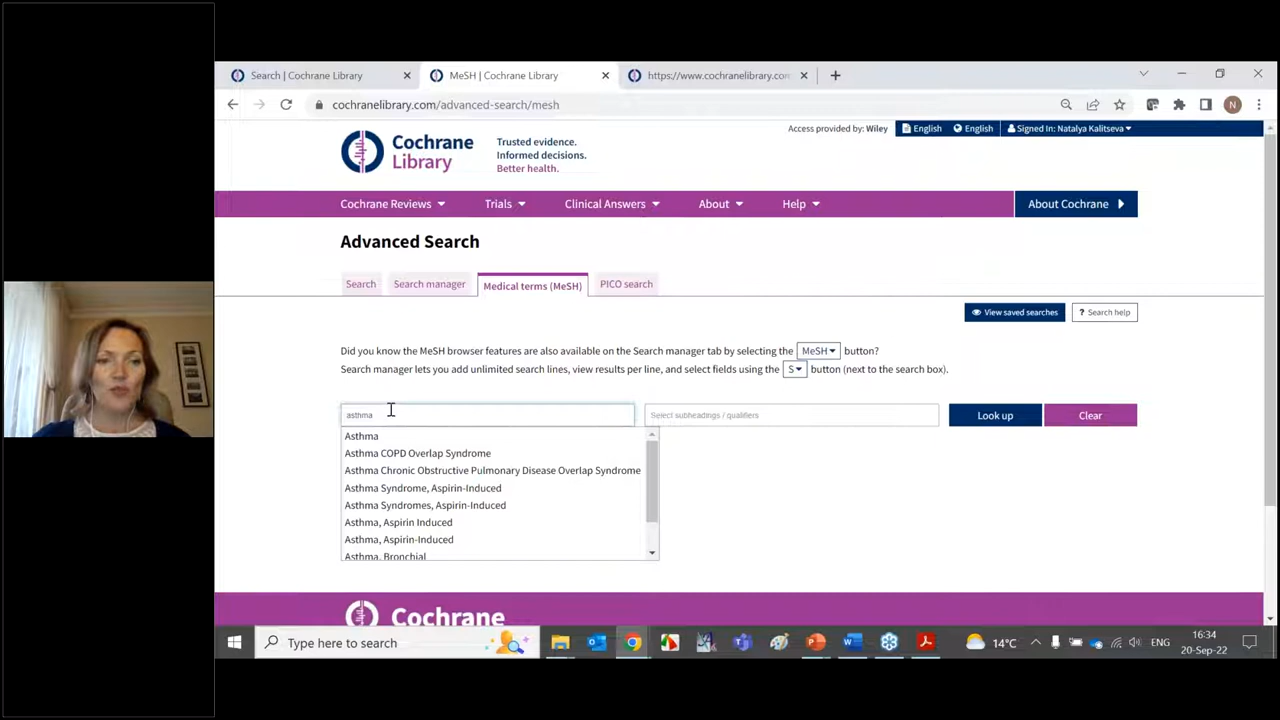 Search | Cochrane Library
MeSH | Cochrane Library
https://www.cochranelibrary.com
cochranelibrary.com/advanced-search/mesh
N
Access provided by: Wiley
English
English
Signed In: Natalya Kalitseva
Cochrane
Library
Trusted evidence.
Informed decisions.
Better health.
Cochrane Reviews
Trials
Clinical Answers
About
Help
About Cochrane
Advanced Search
Search
Search manager
Medical terms (MeSH)
PICO search
View saved searches
? Search help
Did you know the MeSH browser features are also available on the Search manager tab by selecting the MeSH button?
Search manager lets you add unlimited search lines, view results per line, and select fields using the S button (next to the search box).
asthma
Select subheadings / qualifiers
Look up
Clear
Asthma
Asthma COPD Overlap Syndrome
Asthma Chronic Obstructive Pulmonary Disease Overlap Syndrome
Asthma Syndrome, Aspirin-Induced
Asthma Syndromes, Aspirin-Induced
Asthma, Aspirin Induced
Asthma, Aspirin-Induced
Asthma, Bronchial
Cochrane
Type here to search
14°C
ENG
16:34
20-Sep-22